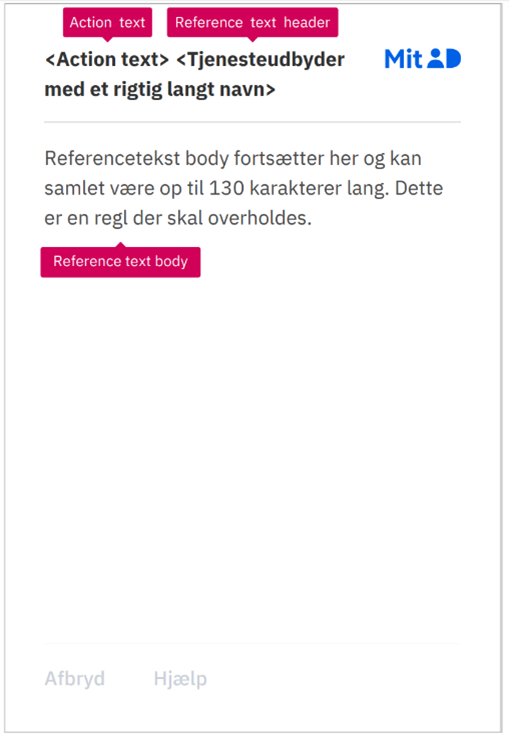 Action text
Reference text header
<Action text> <Tjenesteudbyder
med et rigtig langt navn>
MitID
Referencetekst body fortsætter her og kan
samlet være op til 130 karakterer lang. Dette
er en regl der skal overholdes.
Reference text body
Afbryd
Hjælp